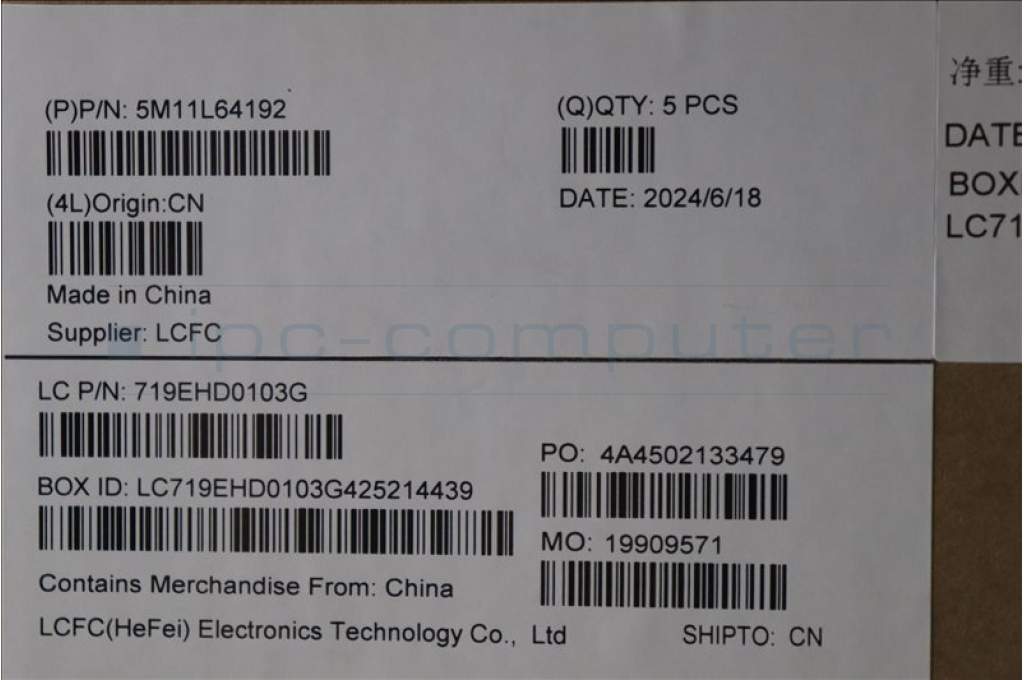 (P)P/N: 5M11L64192
(Q)QTY: 5 PCS
(4L)Origin:CN
DATE: 2024/6/18
Made in China
Supplier: LCFC
ipc-computer
LC P/N: 719EHD0103G
PO: 4A4502133479
BOX ID: LC719EHD0103G425214439
MO: 19909571
Contains Merchandise From: China
LCFC(HeFei) Electronics Technology Co., Ltd
SHIPTO: CN
净重:
DATE
BOX
LC71